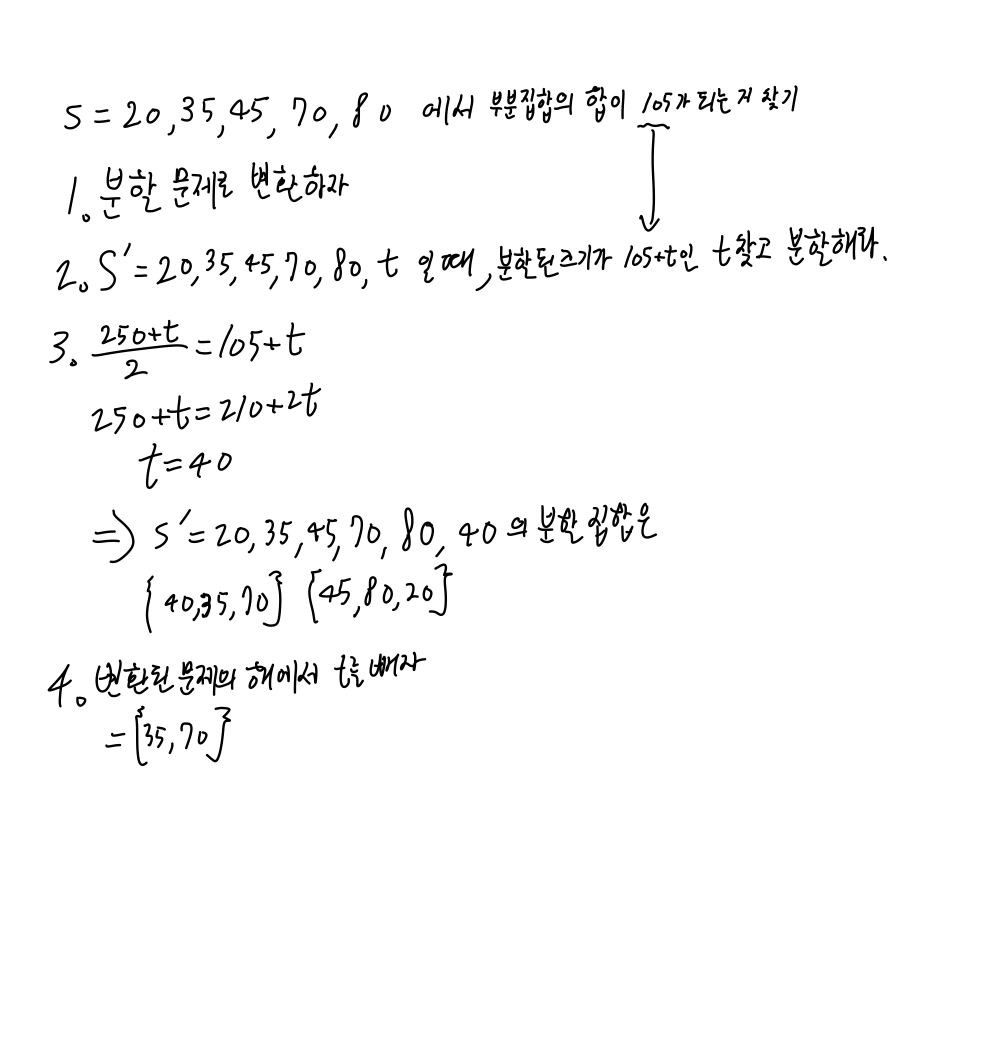 S = 20,35,45,70,80 에서 부분집합의 합이 105가 되는거 찾기
1. 분할 문제로 변환하자
2. S' = 20,35,45,70,80,t 일때, 분할된크기가 105+t인 t찾고 분할해라.
3. (250+t)/2 = 105+t
250+t = 210+2t
t = 40
⇒ S' = 20,35,45,70,80,40 의 분할 집합은
{40,35,70} {45,80,20}
4. 변환된 문제의 해에서 t를 빼자
= {35,70}